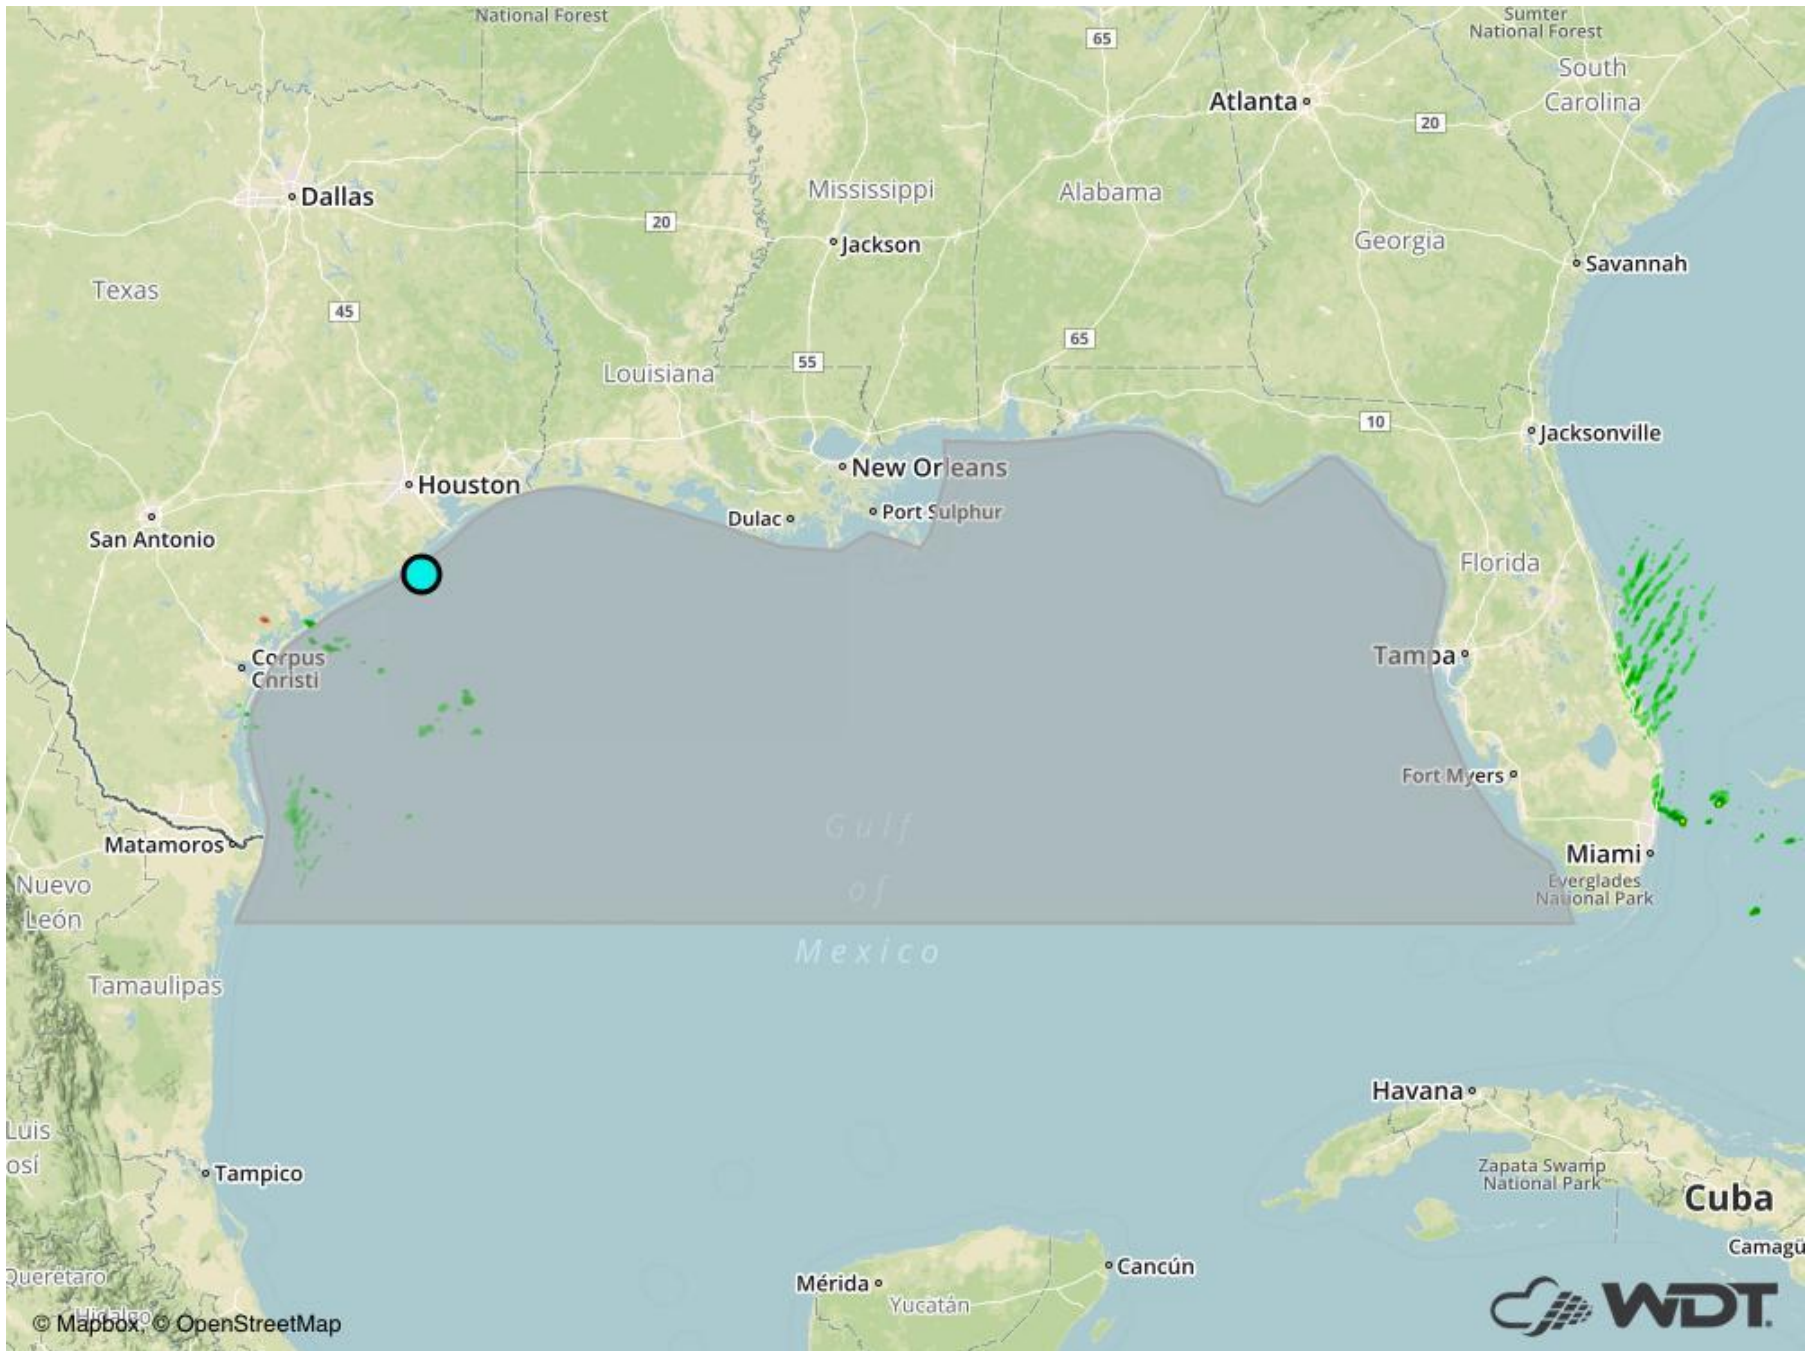 National Forest
65
Sumter
National Forest
South
Carolina
Atlanta
20
Dallas
Mississippi
Alabama
20
Jackson
Georgia
Savannah
Texas
45
65
55
Louisiana
10
Jacksonville
New Orleans
Houston
Port Sulphur
Dulac
San Antonio
Florida
Corpus
Christi
Tampa
Fort Myers
Gulf
of
Mexico
Matamoros
Miami
Everglades
National Park
Nuevo
León
Tamaulipas
Havana
Luis
osí
Tampico
Zapata Swamp
National Park
Cuba
Camagü
Cancún
Mérida
Yucatán
Querétaro
Hidalgo
© Mapbox, © OpenStreetMap
WDT